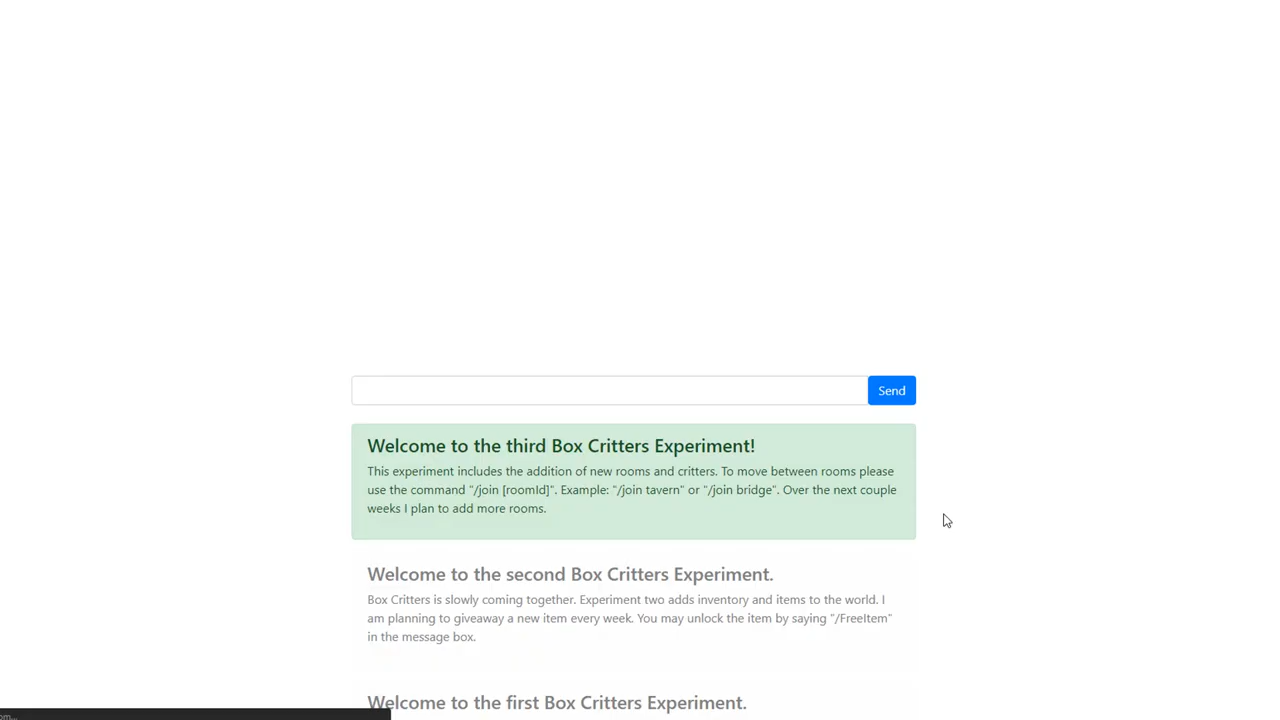 Send
Welcome to the third Box Critters Experiment!
This experiment includes the addition of new rooms and critters. To move between rooms please
use the command "/join [roomId]". Example: "/join tavern" or "/join bridge". Over the next couple
weeks I plan to add more rooms.
Welcome to the second Box Critters Experiment.
Box Critters is slowly coming together. Experiment two adds inventory and items to the world. I
am planning to giveaway a new item every week. You may unlock the item by saying "/FreeItem"
in the message box.
Welcome to the first Box Critters Experiment.